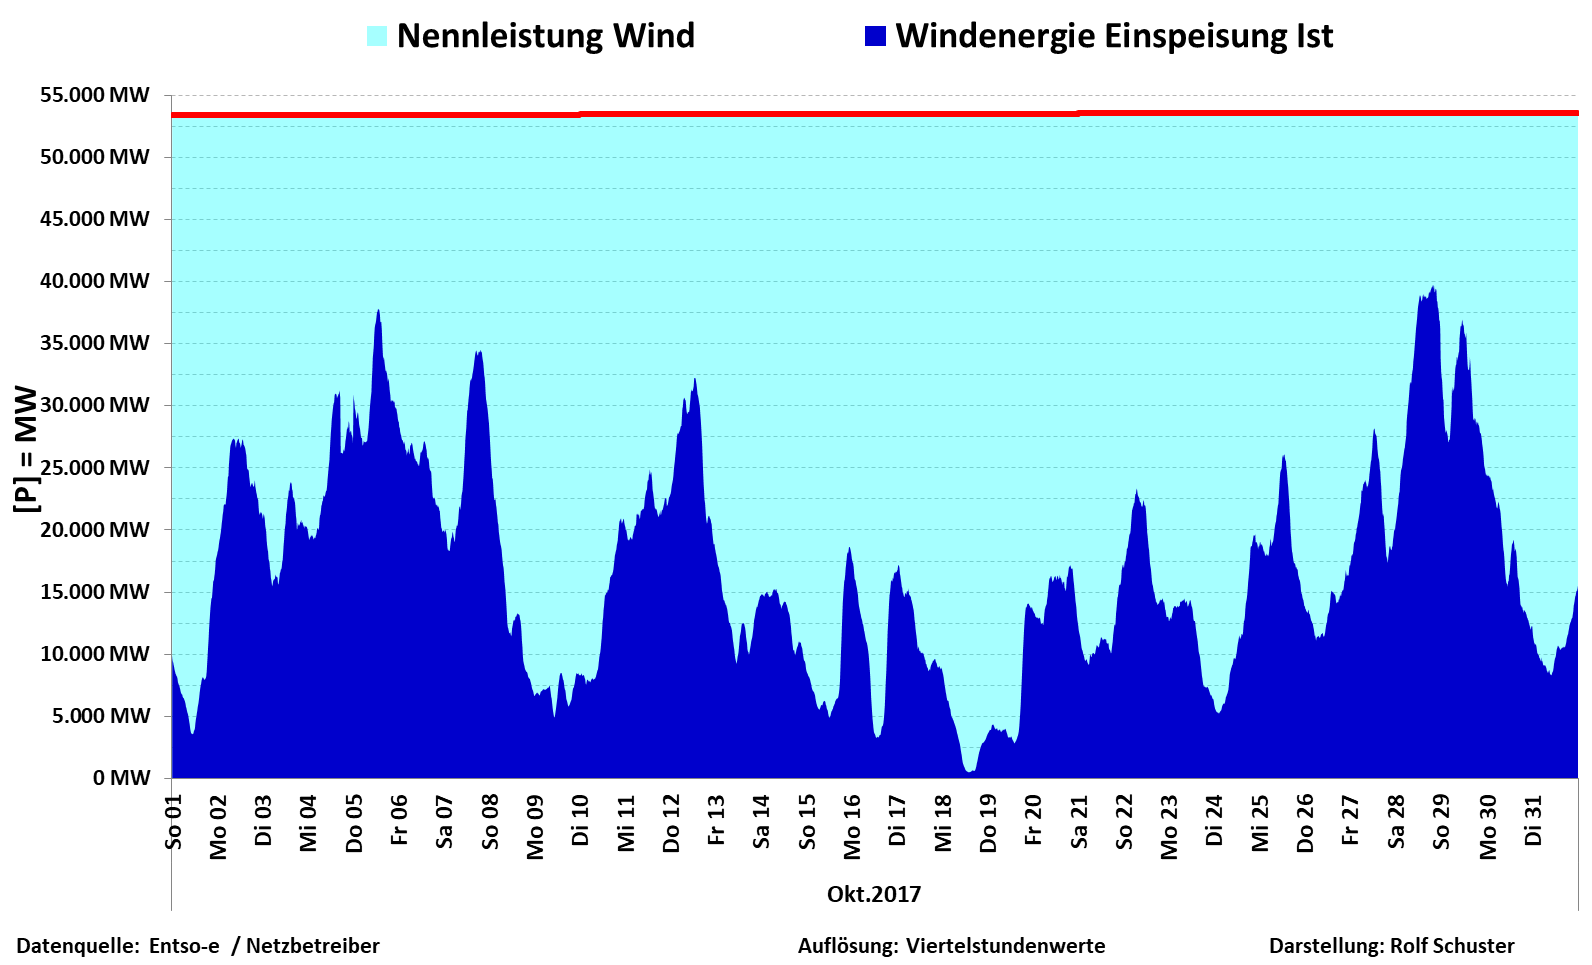 Nennleistung Wind Windenergie Einspeisung Ist
55.000 MW
50.000 MW
45.000 MW
40.000 MW
35.000 MW
30.000 MW
25.000 MW
20.000 MW
15.000 MW
10.000 MW
5.000 MW
0 MW
[P] = MW
So 01
Mo 02
Di 03
Mi 04
Do 05
Fr 06
Sa 07
So 08
Mo 09
Di 10
Mi 11
Do 12
Fr 13
Sa 14
So 15
Mo 16
Di 17
Mi 18
Do 19
Fr 20
Sa 21
So 22
Mo 23
Di 24
Mi 25
Do 26
Fr 27
Sa 28
So 29
Mo 30
Di 31
Okt.2017
Datenquelle: Entso-e / Netzbetreiber Auflösung: Viertelstundenwerte Darstellung: Rolf Schuster